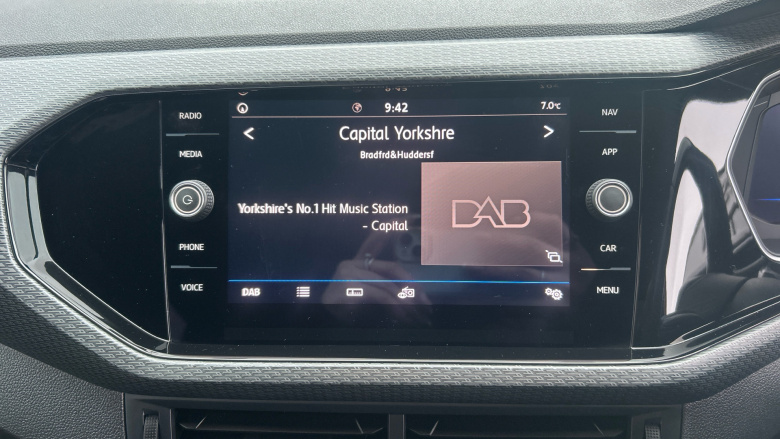 RADIO
MEDIA
PHONE
VOICE
9:42
7.0°C
< Capital Yorkshre >
Bradfrd&Huddersf
Yorkshire's No.1 Hit Music Station
- Capital
DAB
DAB
NAV
APP
CAR
MENU